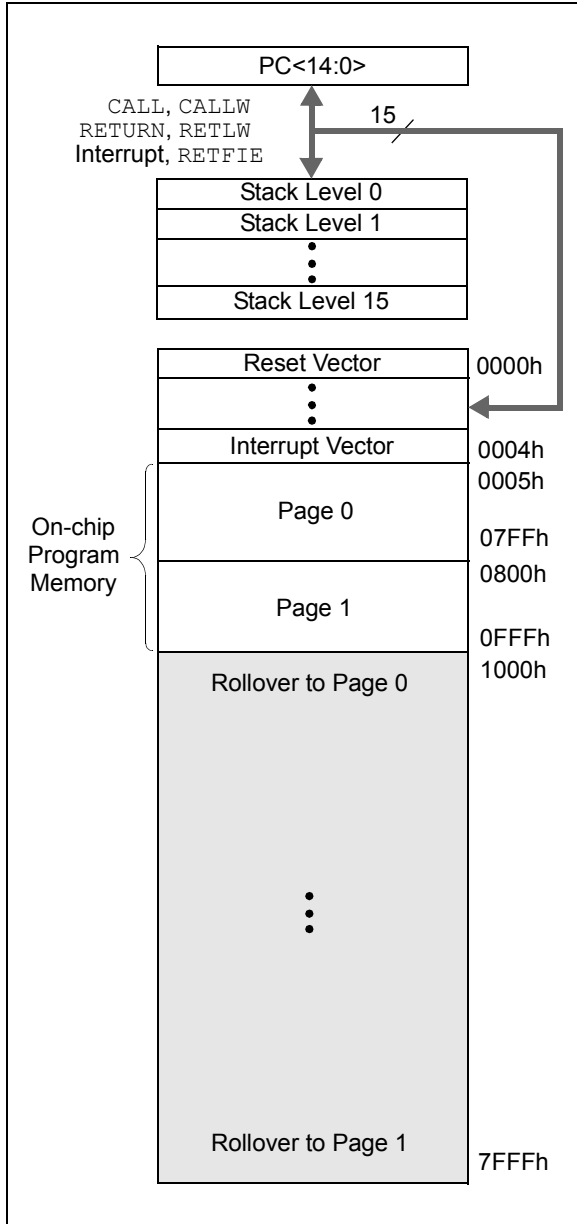 PC<14:0>
CALL, CALLW
RETURN, RETLW
Interrupt, RETFIE
15
Stack Level 0
Stack Level 1
Stack Level 15
Reset Vector
0000h
Interrupt Vector
0004h
0005h
On-chip
Program
Memory
Page 0
07FFh
0800h
Page 1
0FFFh
1000h
Rollover to Page 0
Rollover to Page 1
7FFFh